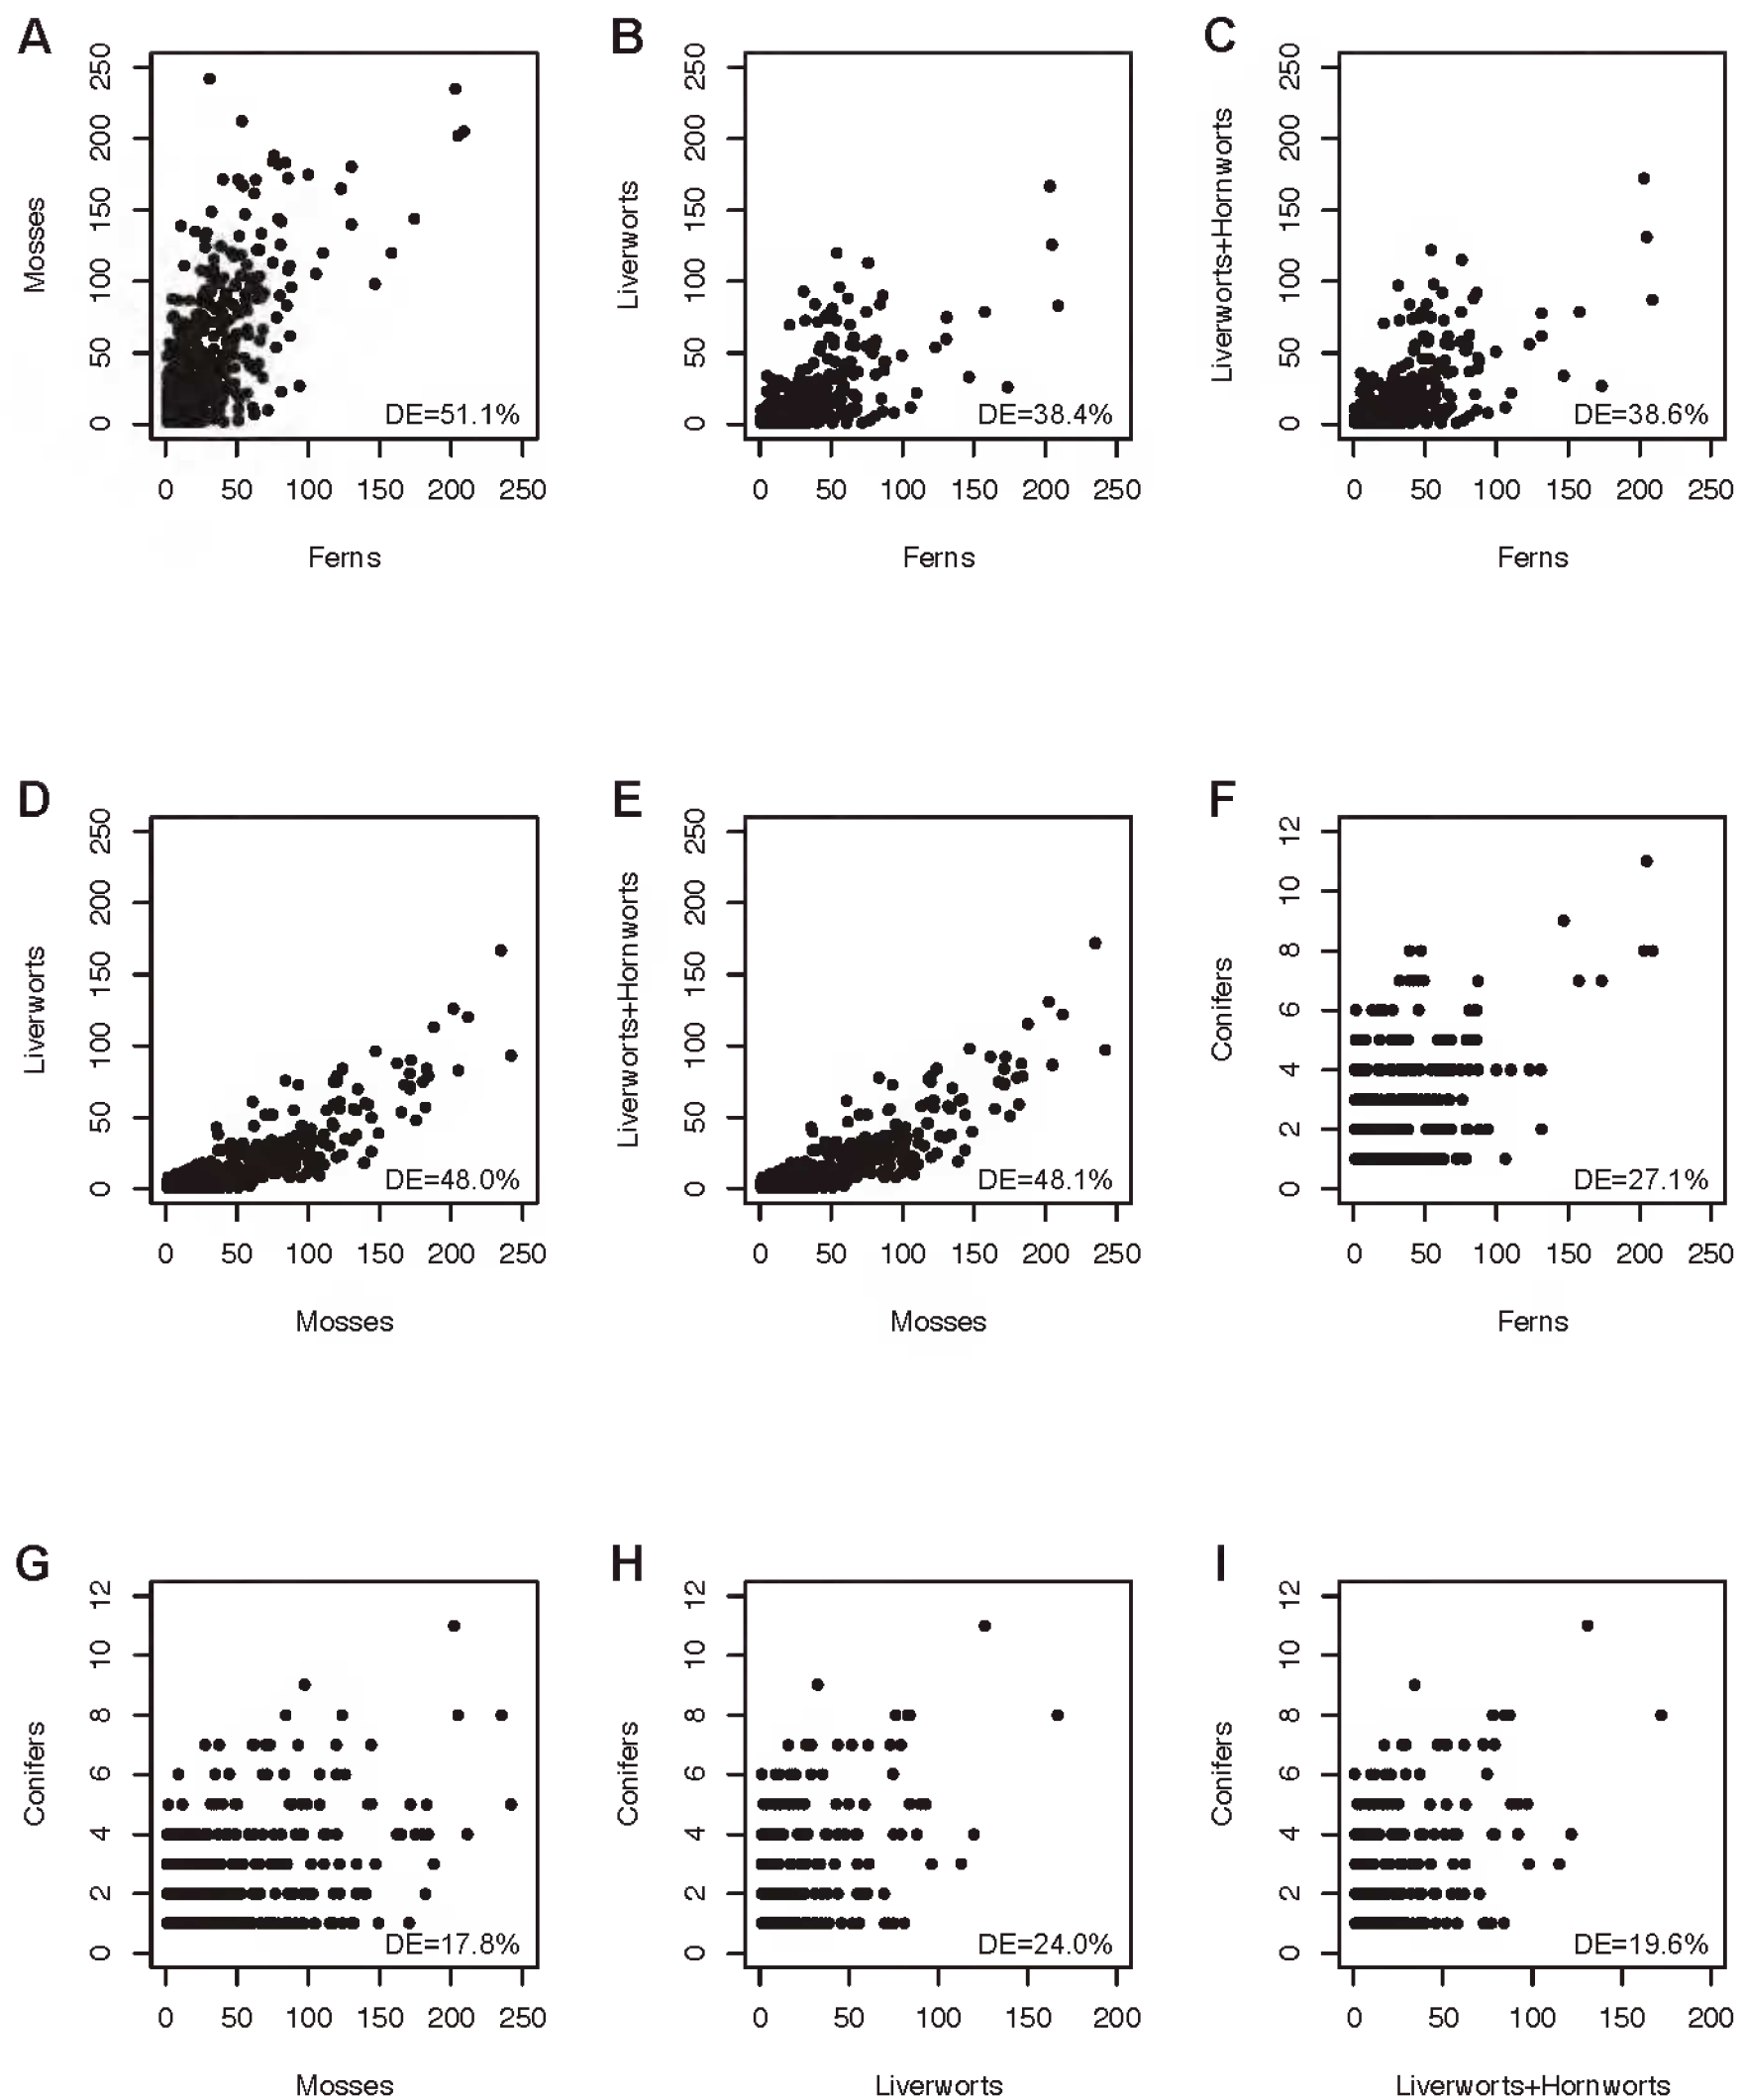 A
B
C
250
200
150
100
50
0
Mosses
DE=51.1%
0 50 100 150 200 250
Ferns
250
200
150
100
50
0
Liverworts
DE=38.4%
0 50 100 150 200 250
Ferns
250
200
150
100
50
0
Liverworts+Hornworts
DE=38.6%
0 50 100 150 200 250
Ferns
D
E
F
250
200
150
100
50
0
Liverworts
DE=48.0%
0 50 100 150 200 250
Mosses
250
200
150
100
50
0
Liverworts+Hornworts
DE=48.1%
0 50 100 150 200 250
Mosses
12
10
8
6
4
2
0
Conifers
DE=27.1%
0 50 100 150 200 250
Ferns
G
H
I
12
10
8
6
4
2
0
Conifers
DE=17.8%
0 50 100 150 200 250
Mosses
12
10
8
6
4
2
0
Conifers
DE=24.0%
0 50 100 150 200
Liverworts
12
10
8
6
4
2
0
Conifers
DE=19.6%
0 50 100 150 200
Liverworts+Hornworts